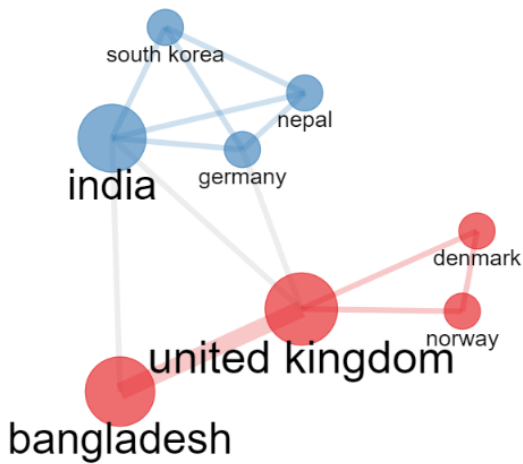 south korea
nepal
germany
india
denmark
norway
united kingdom
bangladesh